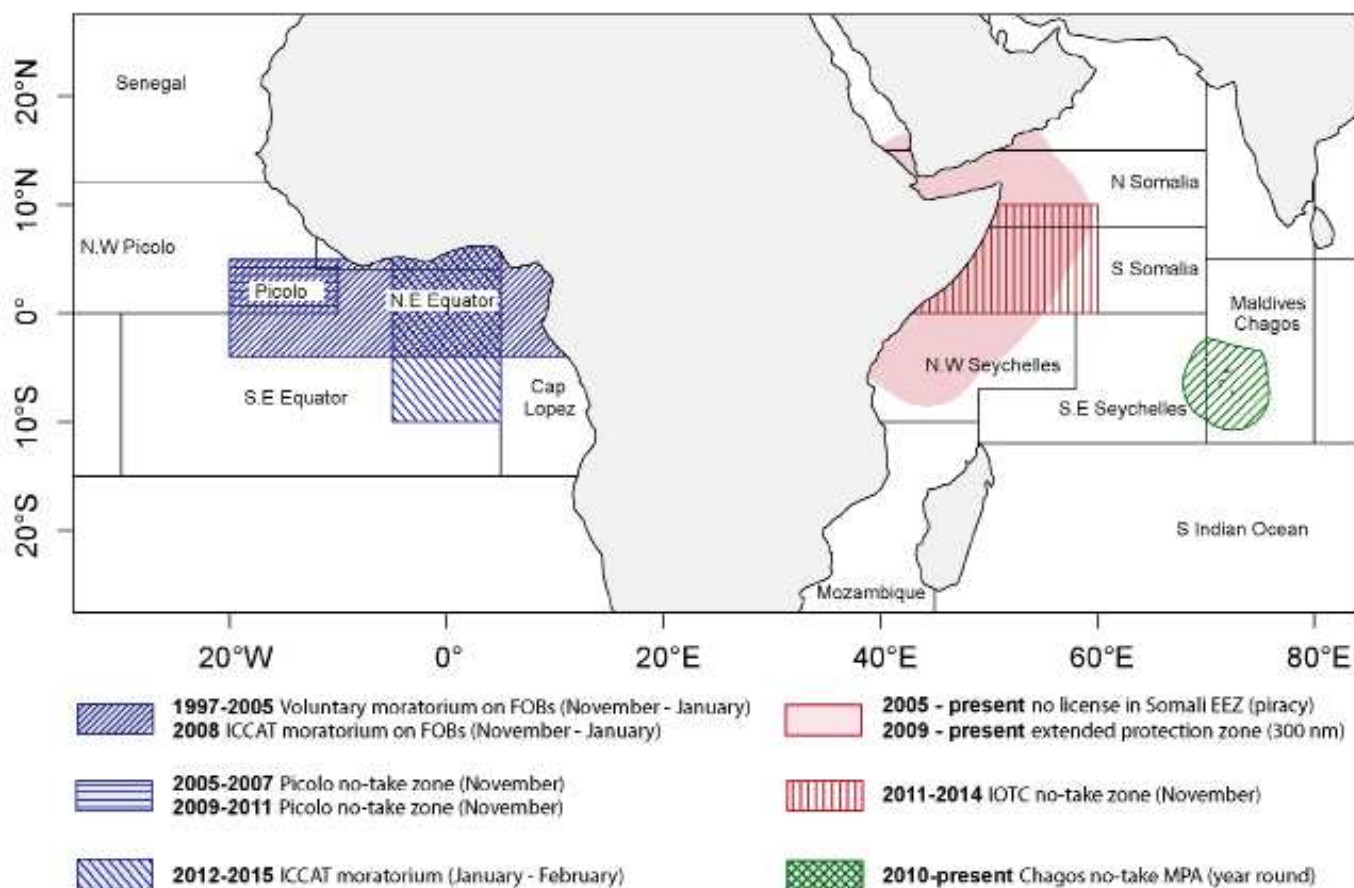 20°N
10°N
0°
10°S
20°S
Senegal
N.W Picolo
Picolo
N.E Equator
S.E Equator
Cap
Lopez
N Somalia
S Somalia
Maldives
Chagos
N.W Seychelles
S.E Seychelles
S Indian Ocean
Mozambique
20°W
0°
20°E
40°E
60°E
80°E
1997-2005 Voluntary moratorium on FOBs (November - January)
2008 ICCAT moratorium on FOBs (November - January)
2005-2007 Picolo no-take zone (November)
2009-2011 Picolo no-take zone (November)
2012-2015 ICCAT moratorium (January - February)
2005 - present no license in Somali EEZ (piracy)
2009 - present extended protection zone (300 nm)
2011-2014 IOTC no-take zone (November)
2010-present Chagos no-take MPA (year round)